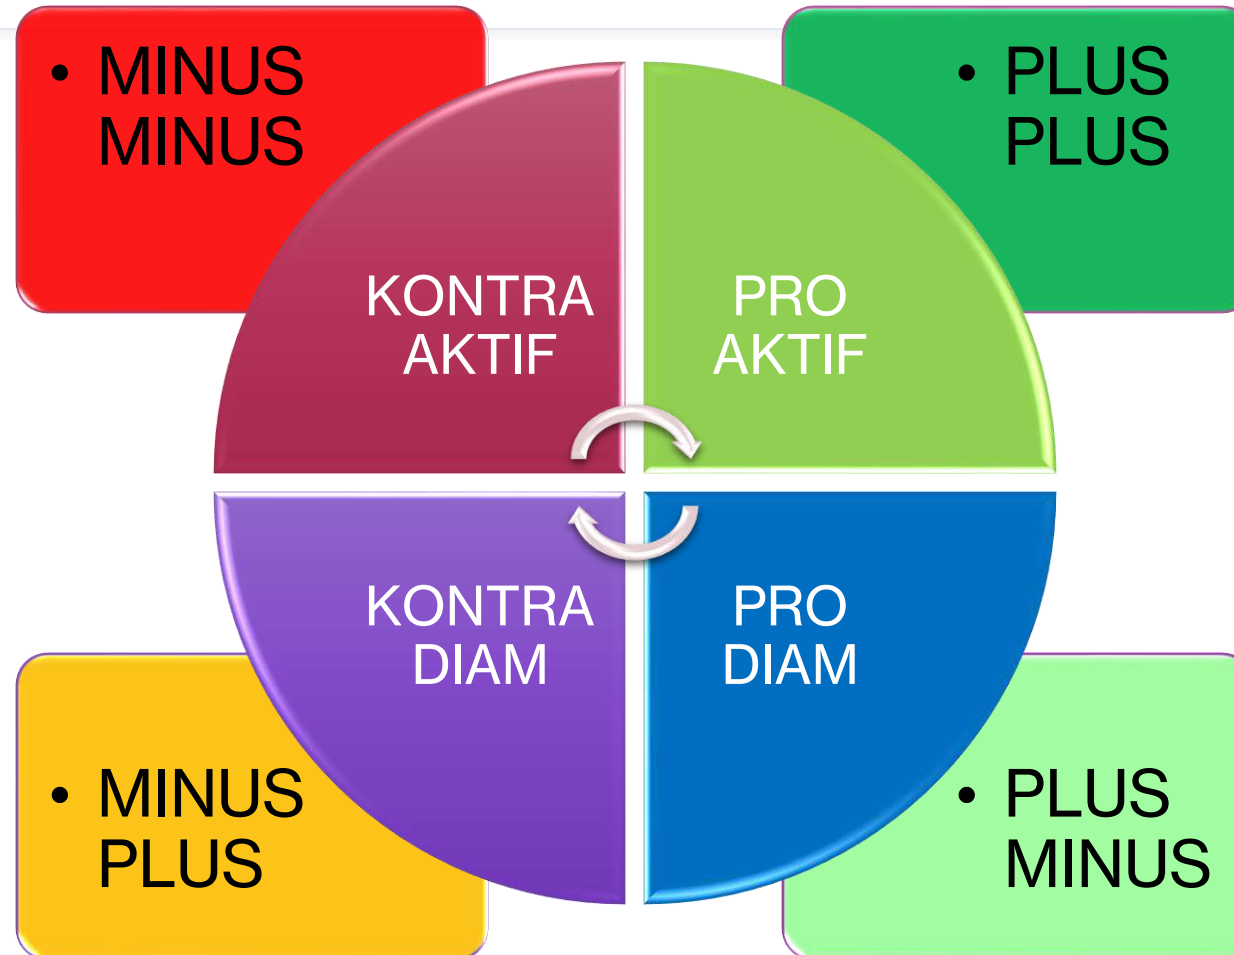 • MINUS
MINUS
• PLUS
PLUS
KONTRA
AKTIF
PRO
AKTIF
KONTRA
DIAM
PRO
DIAM
• MINUS
PLUS
• PLUS
MINUS